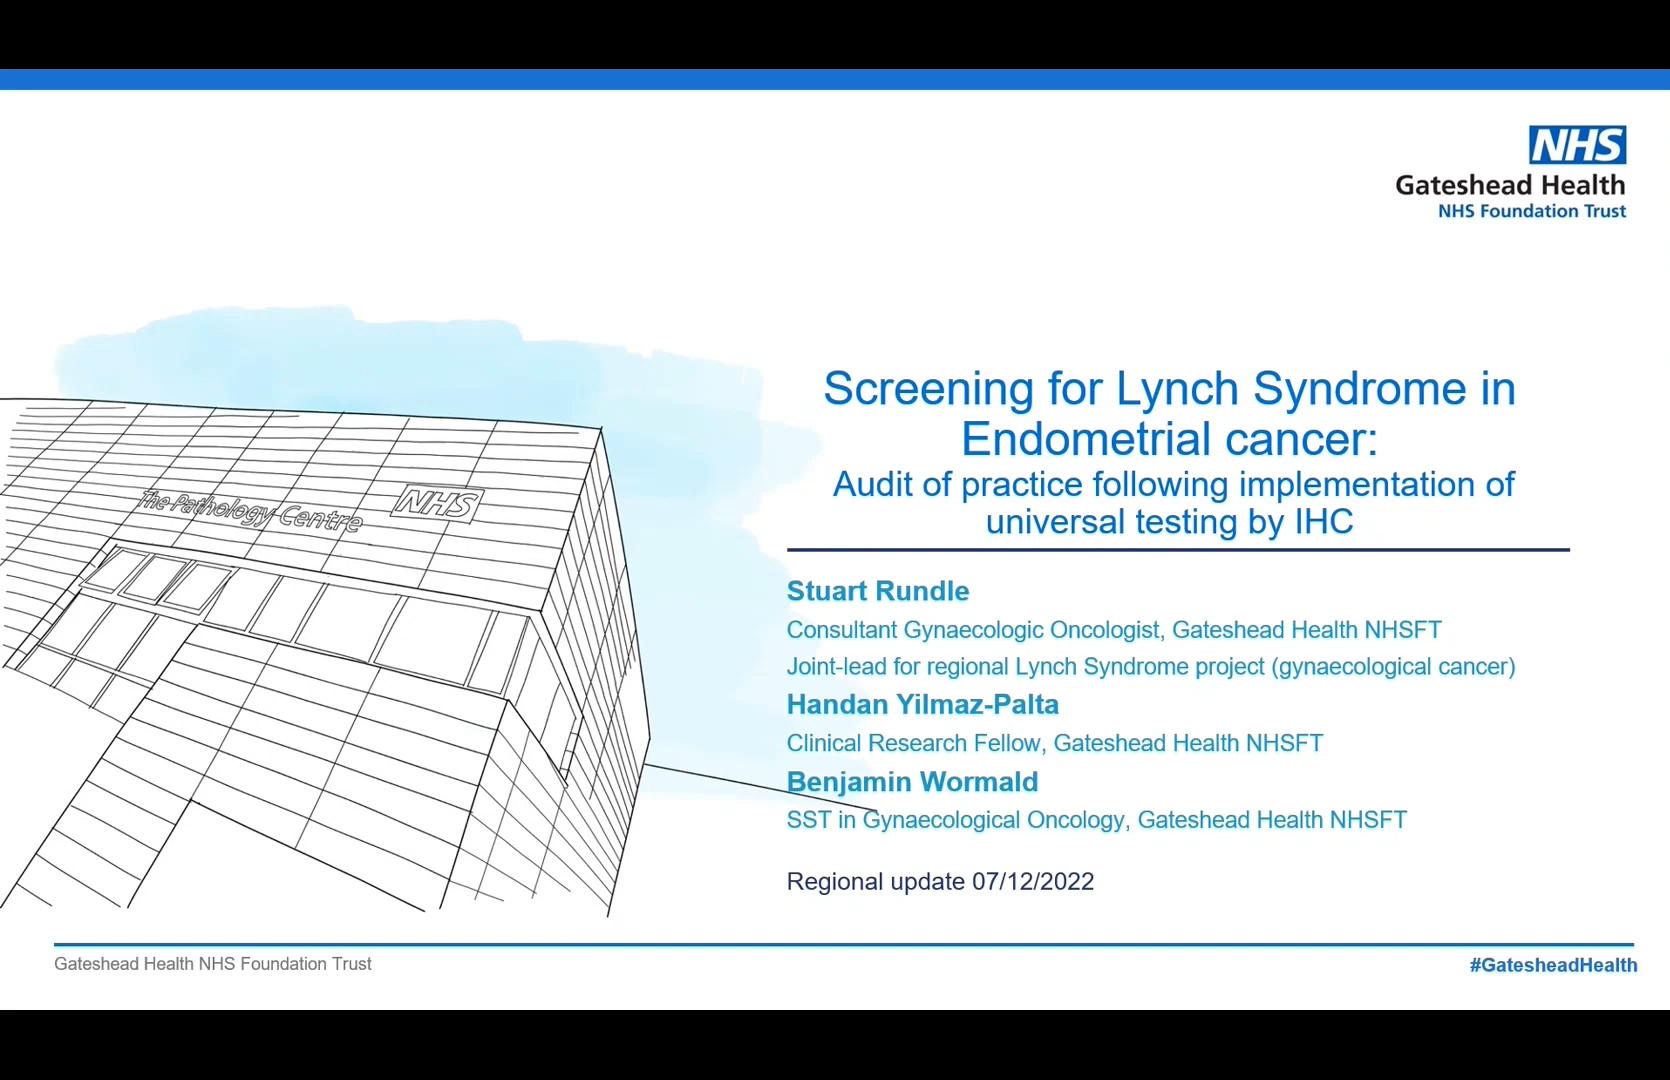 NHS
Gateshead Health
NHS Foundation Trust
Screening for Lynch Syndrome in
Endometrial cancer:
Audit of practice following implementation of
universal testing by IHC
The Pathology Centre
NHS
Stuart Rundle
Consultant Gynaecologic Oncologist, Gateshead Health NHSFT
Joint-lead for regional Lynch Syndrome project (gynaecological cancer)
Handan Yilmaz-Palta
Clinical Research Fellow, Gateshead Health NHSFT
Benjamin Wormald
SST in Gynaecological Oncology, Gateshead Health NHSFT
Regional update 07/12/2022
Gateshead Health NHS Foundation Trust
#GatesheadHealth